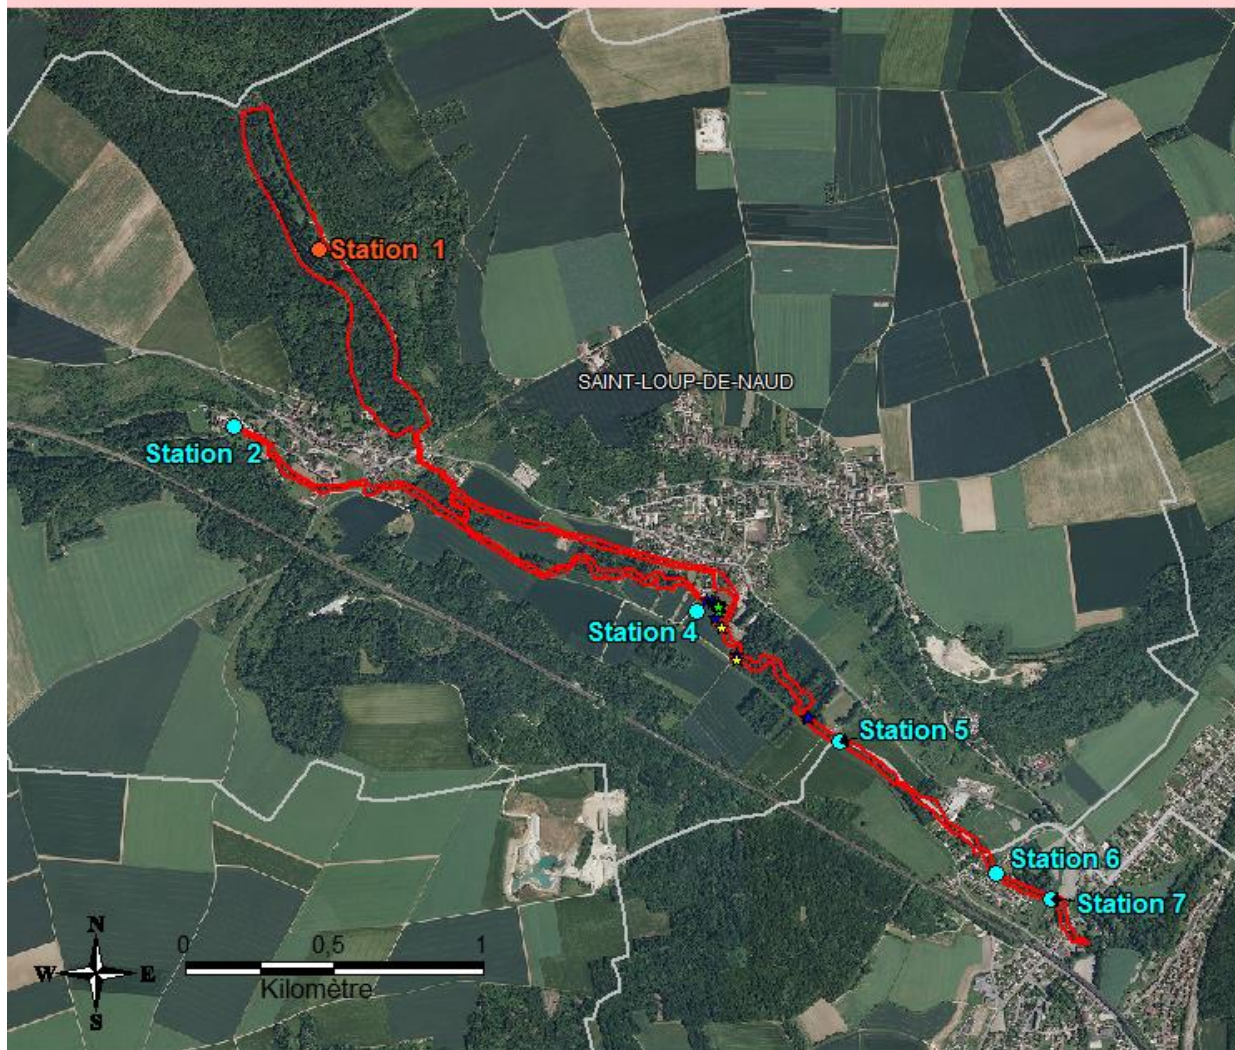 Station 1
SAINT-LOUP-DE-NAUD
Station 2
Station 4
Station 5
Station 6
Station 7
N
W E
S
0 0,5 1
Kilomètre